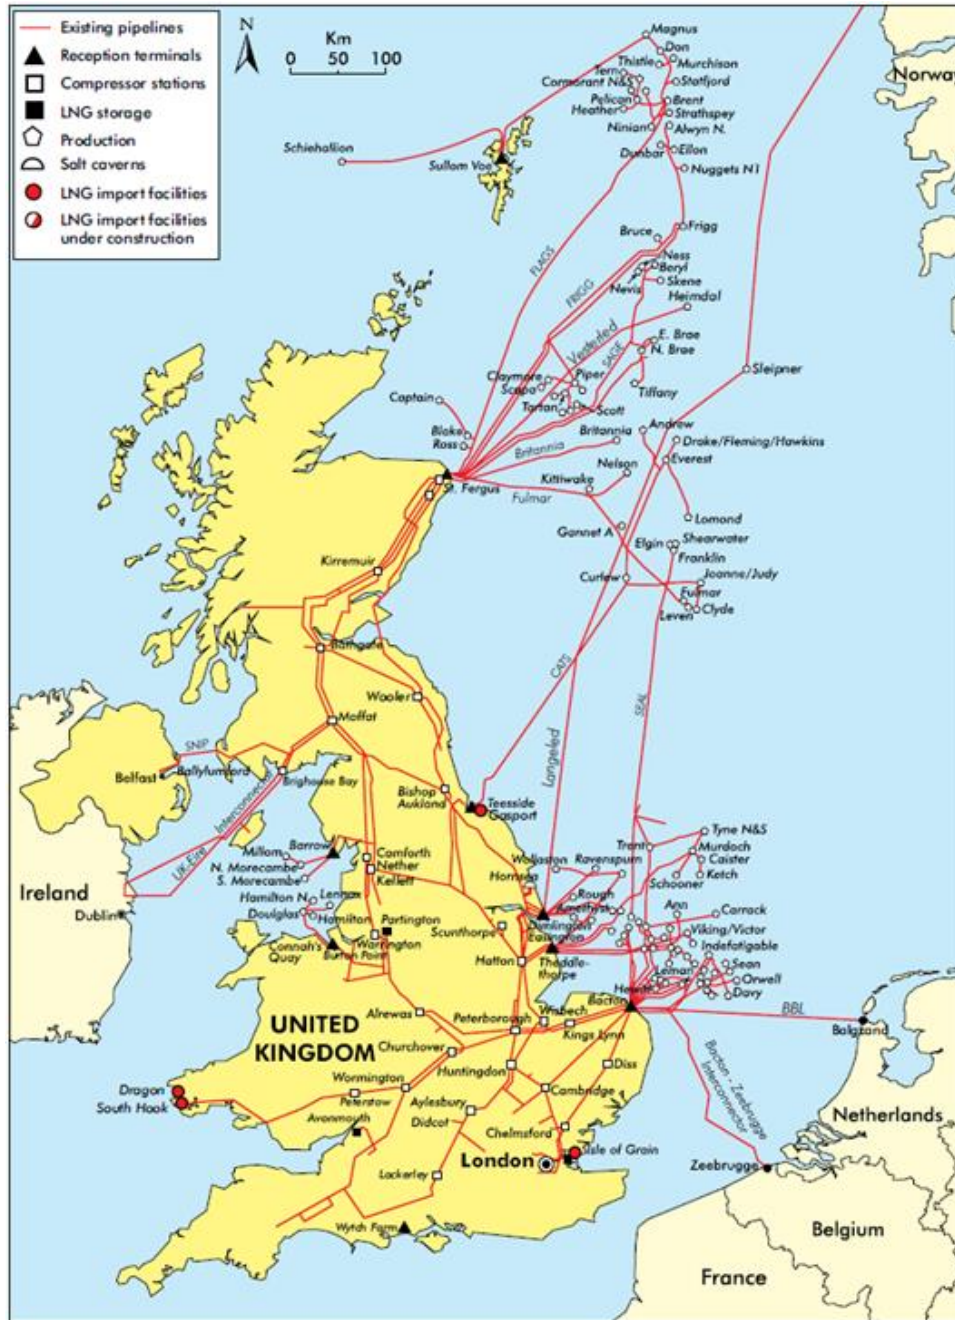 Existing pipelines
Reception terminals
Compressor stations
LNG storage
Production
Salt caverns
LNG import facilities
LNG import facilities
under construction
N
Km
0 50 100
Norway
Magnus
Don
Thistle
Murchison
Tern
Statfjord
Cormorant N&S
Pelican
Brent
Heather
Strathspey
Ninian
Alwyn N.
Dunbar
Ellon
Nuggets N1
Schiehallion
Sullom Voe
Bruce
Frigg
FLAGS
FRIGG
Ness
Beryl
Nevis
Skene
Heimdal
Vesterled
SAGE
E. Brae
N. Brae
Claymore
Piper
Scapa
Tiffany
Tartan
Scott
Sleipner
Captain
Blake
Ross
Andrew
Britannia
Britannia
Drake/Fleming/Hawkins
Everest
Nelson
Kittiwake
St. Fergus
Fulmar
Lomond
Gannet A
Elgin
Shearwater
Franklin
Kirremuir
Curlew
Joanne/Judy
Fulmar
Leven
Clyde
Bathgate
CATS
Wooler
SEAL
Moffat
Langeled
SNIP
Belfast
Ballylumford
Brighouse Bay
Bishop
Aukland
Teesside
Gasport
UK-Eire Interconnector
Tyne N&S
Trent
Murdoch
Caister
Ketch
Schooner
Barrow
Millom
N. Morecambe
S. Morecambe
Camforth
Nether
Kellett
Wollaston
Ravenspurn
Hornsea
Rough
Amethyst
Ireland
Dublin
Hamilton N.
Lennox
Doulglas
Hamilton
Partington
Warrington
Connah's
Quay
Burton Point
Scunthorpe
Dimlington
Easington
Ann
Carrack
Viking/Victor
Indefatigable
Hatton
Theddle-
thorpe
Leman
Sean
Orwell
Hewett
Davy
Bacton
BBL
Balgzand
Alrewas
Peterborough
Wisbech
Kings Lynn
UNITED
KINGDOM
Churchover
Huntingdon
Diss
Bacton - Zeebrugge
Interconnector
Dragon
South Hook
Wormington
Peterstow
Cambridge
Aylesbury
Didcot
Avonmouth
Chelmsford
Netherlands
Isle of Grain
London
Zeebrugge
Lockerley
Wytch Farm
Belgium
France